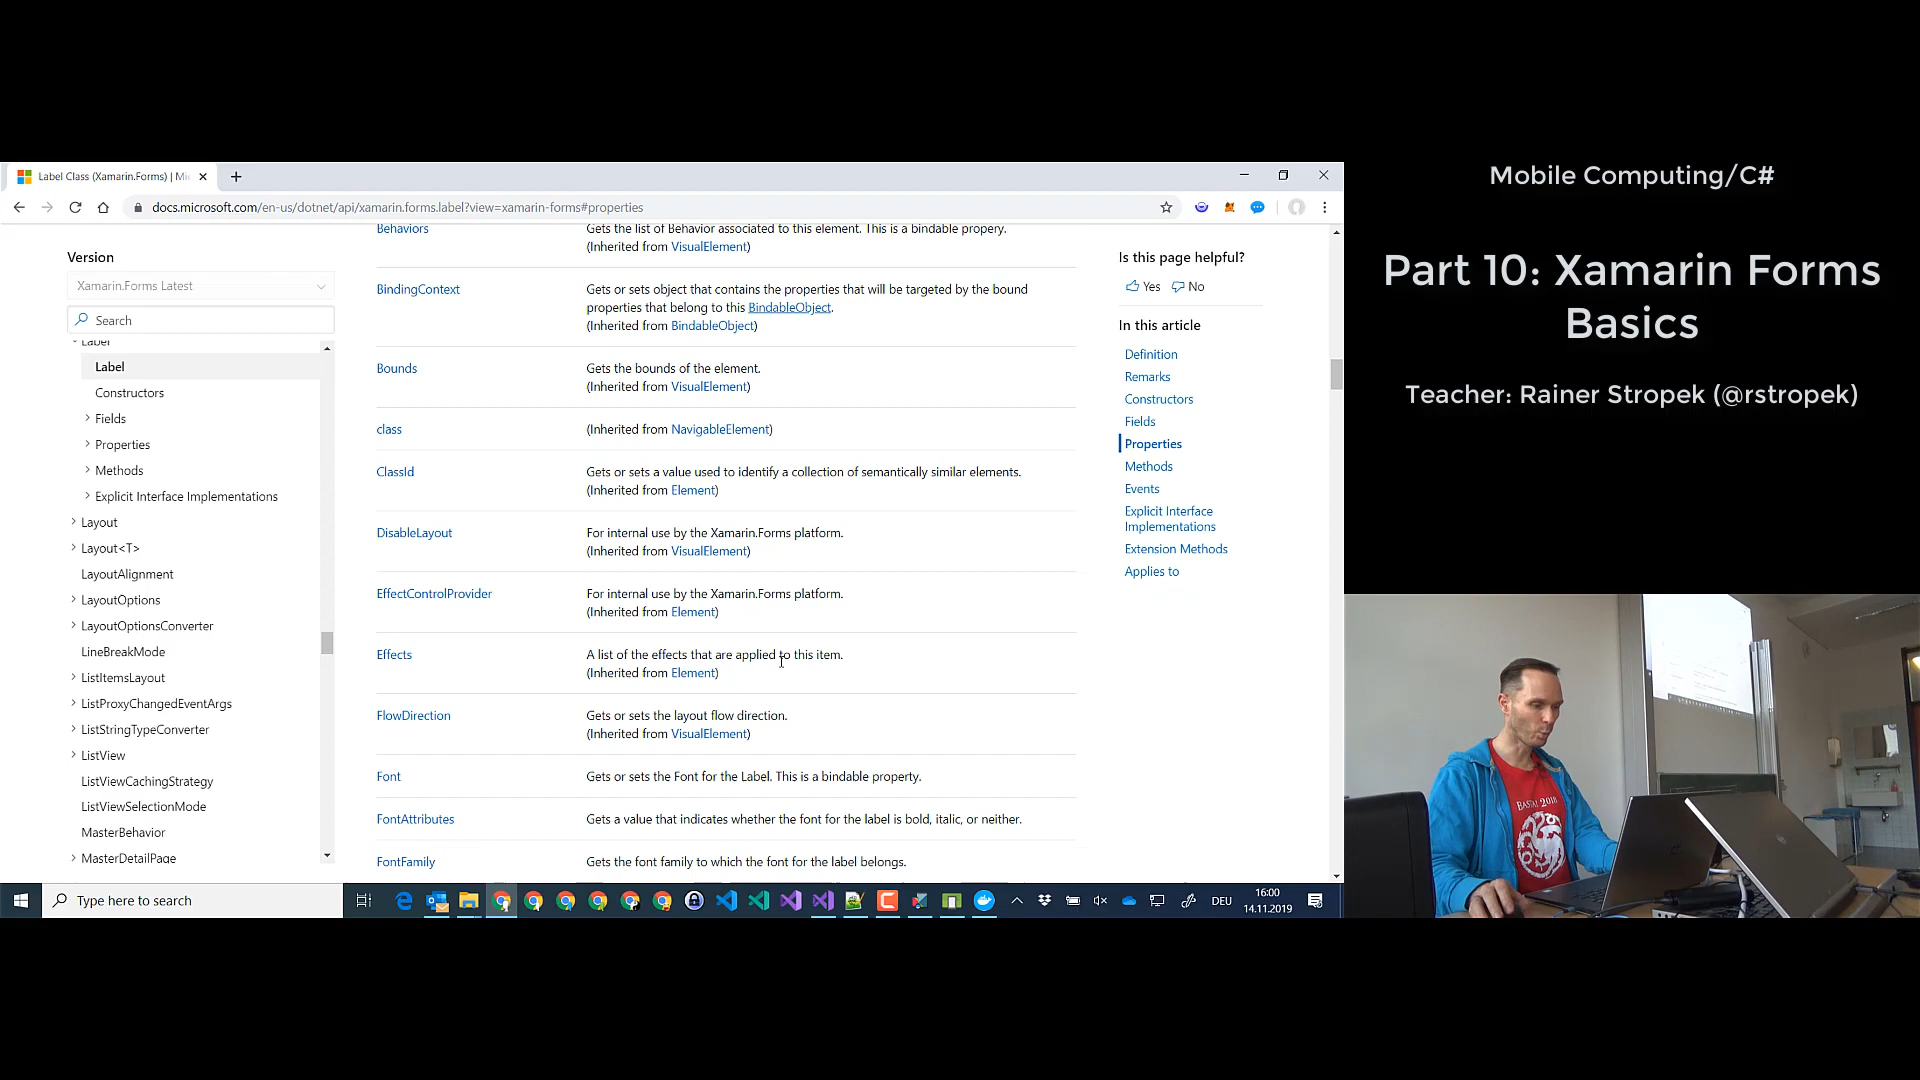 Label Class (Xamarin.Forms) | Mi
docs.microsoft.com/en-us/dotnet/api/xamarin.forms.label?view=xamarin-forms#properties
Version
Xamarin.Forms Latest
Search
Label
Label
Constructors
Fields
Properties
Methods
Explicit Interface Implementations
Layout
Layout<T>
LayoutAlignment
LayoutOptions
LayoutOptionsConverter
LineBreakMode
ListItemsLayout
ListProxyChangedEventArgs
ListStringTypeConverter
ListView
ListViewCachingStrategy
ListViewSelectionMode
MasterBehavior
MasterDetailPage
Behaviors
Gets the list of Behavior associated to this element. This is a bindable propery.
(Inherited from VisualElement)
BindingContext
Gets or sets object that contains the properties that will be targeted by the bound
properties that belong to this BindableObject.
(Inherited from BindableObject)
Bounds
Gets the bounds of the element.
(Inherited from VisualElement)
class
(Inherited from NavigableElement)
ClassId
Gets or sets a value used to identify a collection of semantically similar elements.
(Inherited from Element)
DisableLayout
For internal use by the Xamarin.Forms platform.
(Inherited from VisualElement)
EffectControlProvider
For internal use by the Xamarin.Forms platform.
(Inherited from Element)
Effects
A list of the effects that are applied to this item.
(Inherited from Element)
FlowDirection
Gets or sets the layout flow direction.
(Inherited from VisualElement)
Font
Gets or sets the Font for the Label. This is a bindable property.
FontAttributes
Gets a value that indicates whether the font for the label is bold, italic, or neither.
FontFamily
Gets the font family to which the font for the label belongs.
Is this page helpful?
Yes
No
In this article
Definition
Remarks
Constructors
Fields
Properties
Methods
Events
Explicit Interface
Implementations
Extension Methods
Applies to
Type here to search
DEU
16:00
14.11.2019
Mobile Computing/C#
Part 10: Xamarin Forms
Basics
Teacher: Rainer Stropek (@rstropek)
BASTA! 2018